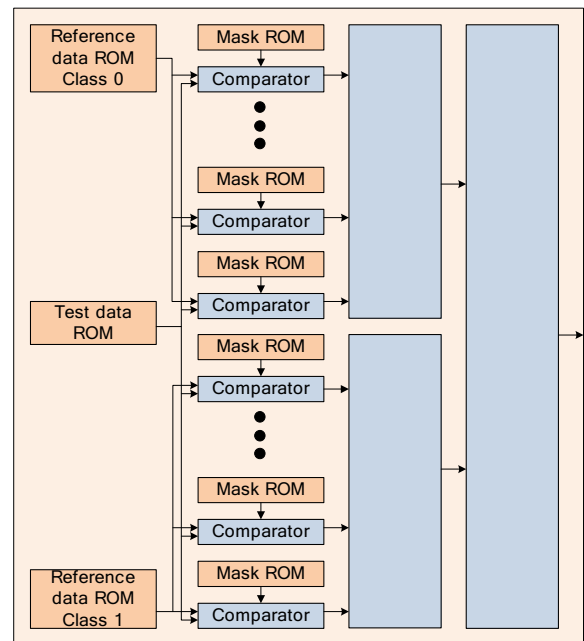 Reference
data ROM
Class 0
Mask ROM
Comparator
Mask ROM
Comparator
Mask ROM
Comparator
Test data
ROM
Mask ROM
Comparator
Mask ROM
Comparator
Mask ROM
Comparator
Reference
data ROM
Class 1